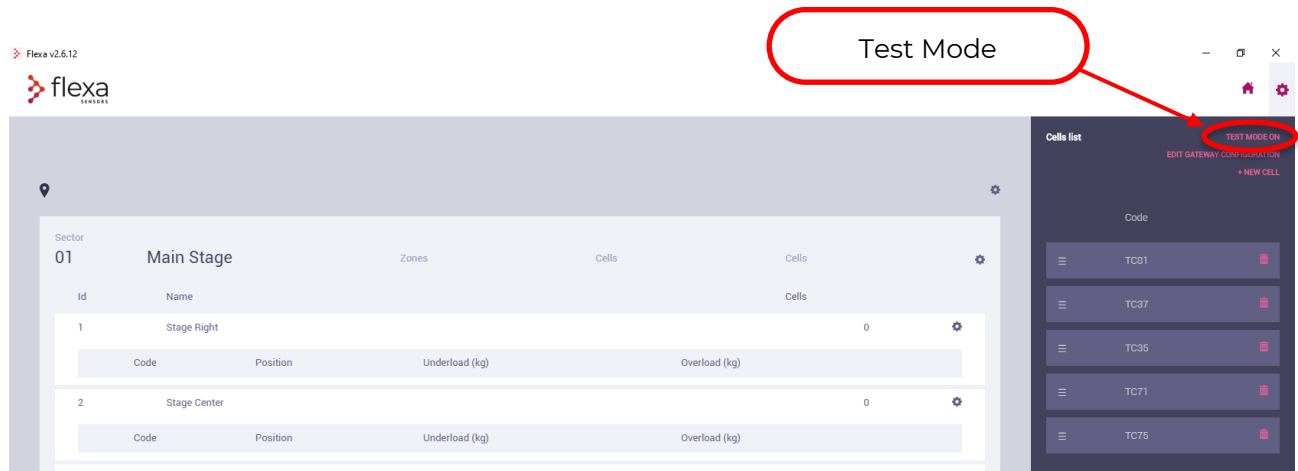 Test Mode
Flexa v2.6.12
flexa
SENSORS
Cells list
TEST MODE ON
EDIT GATEWAY CONFIGURATION
+ NEW CELL
Code
Sector
01 Main Stage Zones Cells Cells
Id Name Cells
1 Stage Right 0
Code Position Underload (kg) Overload (kg)
2 Stage Center 0
Code Position Underload (kg) Overload (kg)
TC81
TC37
TC35
TC71
TC75